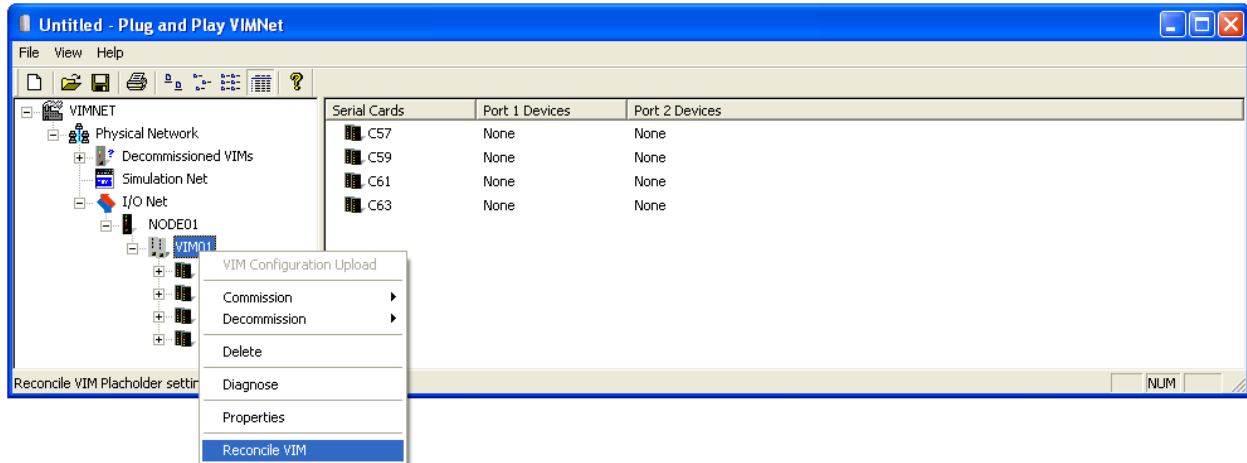 Untitled - Plug and Play VIMNet
File View Help
VIMNET
Physical Network
Decommissioned VIMs
Simulation Net
I/O Net
NODE01
VIM01
Serial Cards Port 1 Devices Port 2 Devices
C57 None None
C59 None None
C61 None None
C63 None None
VIM Configuration Upload
Commission
Decommission
Delete
Diagnose
Properties
Reconcile VIM
Reconcile VIM Placholder settin
NUM